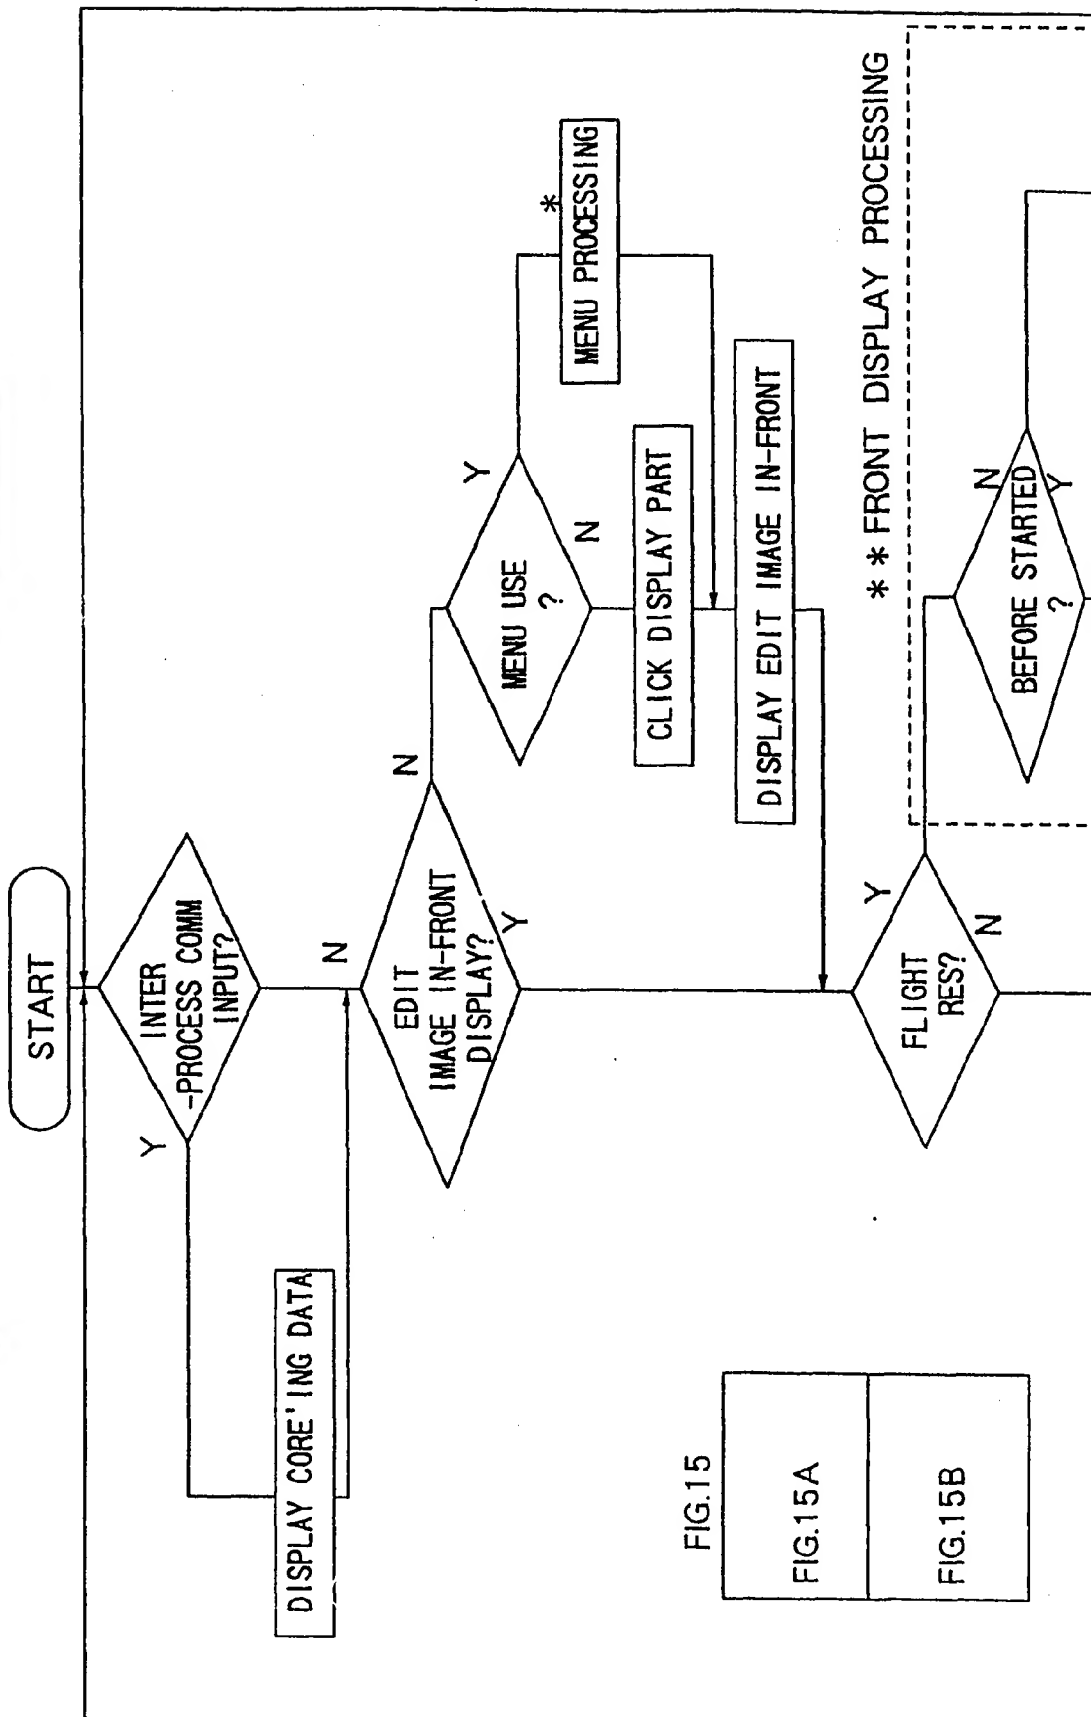 START
INTER
-PROCESS COMM
INPUT?
Y
N
DISPLAY CORE'ING DATA
EDIT
IMAGE IN-FRONT
DISPLAY?
N
Y
MENU USE
?
Y
N
*
MENU PROCESSING
CLICK DISPLAY PART
DISPLAY EDIT IMAGE IN-FRONT
FLIGHT
RES?
Y
N
**FRONT DISPLAY PROCESSING
BEFORE STARTED
?
N
Y
FIG.15
FIG.15A
FIG.15B